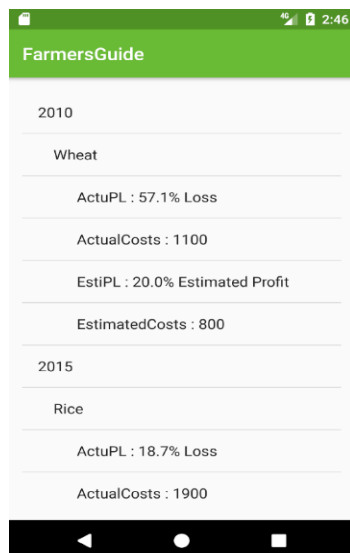 4G 2:46
FarmersGuide
2010
Wheat
ActuPL : 57.1% Loss
ActualCosts : 1100
EstiPL : 20.0% Estimated Profit
EstimatedCosts : 800
2015
Rice
ActuPL : 18.7% Loss
ActualCosts : 1900